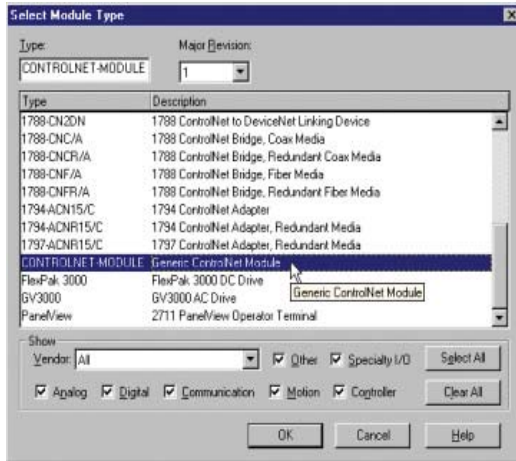 Select Module Type
Type:
Major Revision:
CONTROLNET-MODULE
1
Type Description
1788-CN2DN 1788 ControlNet to DeviceNet Linking Device
1788-CNC/A 1788 ControlNet Bridge, Coax Media
1788-CNCR/A 1788 ControlNet Bridge, Redundant Coax Media
1788-CNF/A 1788 ControlNet Bridge, Fiber Media
1788-CNFR/A 1788 ControlNet Bridge, Redundant Fiber Media
1794-ACN15/C 1794 ControlNet Adapter
1794-ACNR15/C 1794 ControlNet Adapter, Redundant Media
1797-ACNR15/C 1797 ControlNet Adapter, Redundant Media
CONTROLNET-MODULE Generic ControlNet Module
FlexPak 3000 FlexPak 3000 DC Drive
GV3000 GV3000 AC Drive
Generic ControlNet Module
PanelView 2711 PanelView Operator Terminal
Show
Vendor: All Other Specialty I/O Select All
Analog Digital Communication Motion Controller Clear All
OK Cancel Help